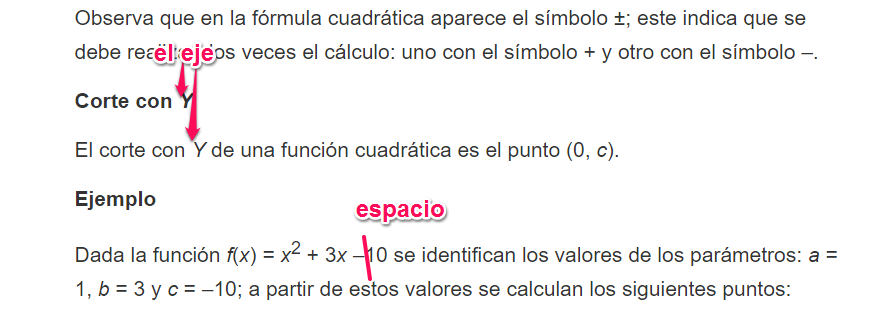 Observa que en la fórmula cuadrática aparece el símbolo ±; este indica que se
debe rea los veces el cálculo: uno con el símbolo + y otro con el símbolo –.
el eje
Corte con Y
El corte con Y de una función cuadrática es el punto (0, c).
Ejemplo
espacio
Dada la función f(x) = x² + 3x –10 se identifican los valores de los parámetros: a =
1, b = 3 y c = –10; a partir de estos valores se calculan los siguientes puntos: